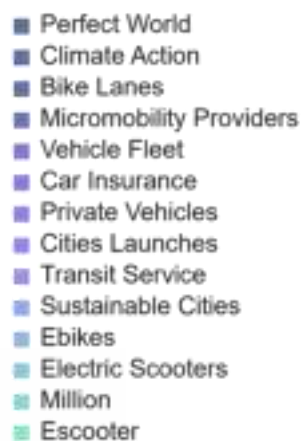 Perfect World
Climate Action
Bike Lanes
Micromobility Providers
Vehicle Fleet
Car Insurance
Private Vehicles
Cities Launches
Transit Service
Sustainable Cities
Ebikes
Electric Scooters
Million
Escooter